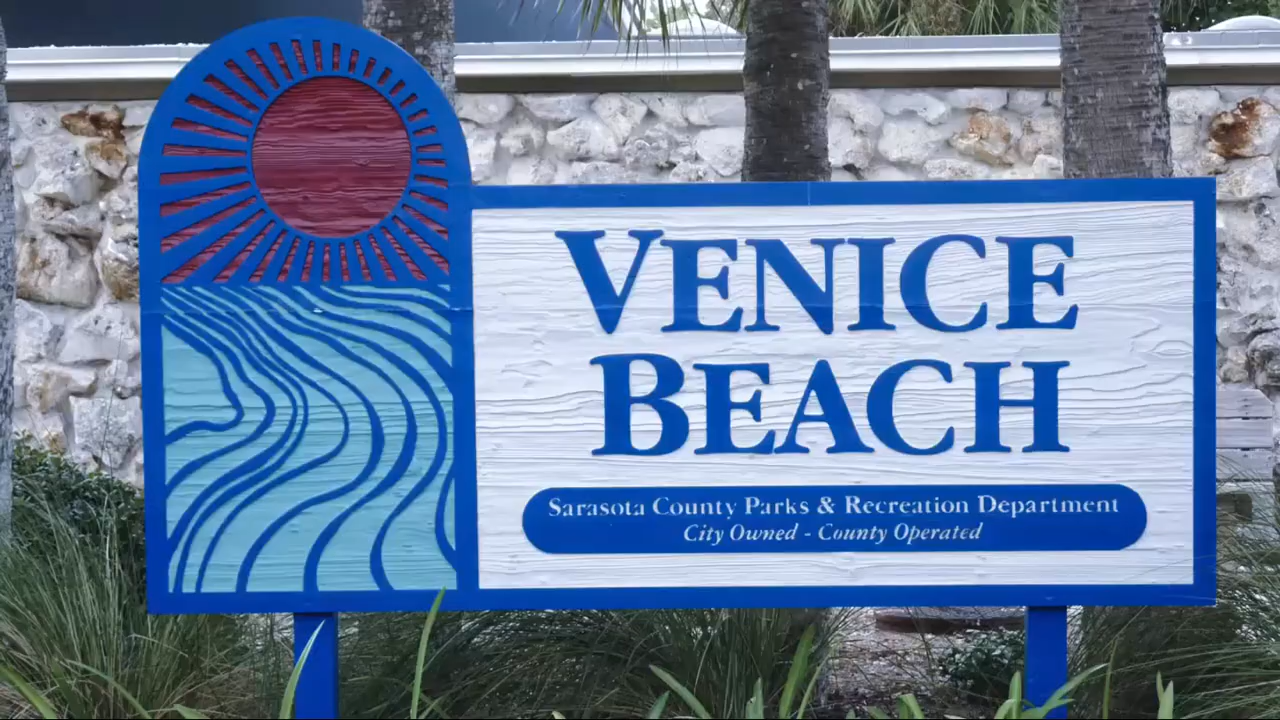 VENICE
BEACH
Sarasota County Parks & Recreation Department
City Owned - County Operated